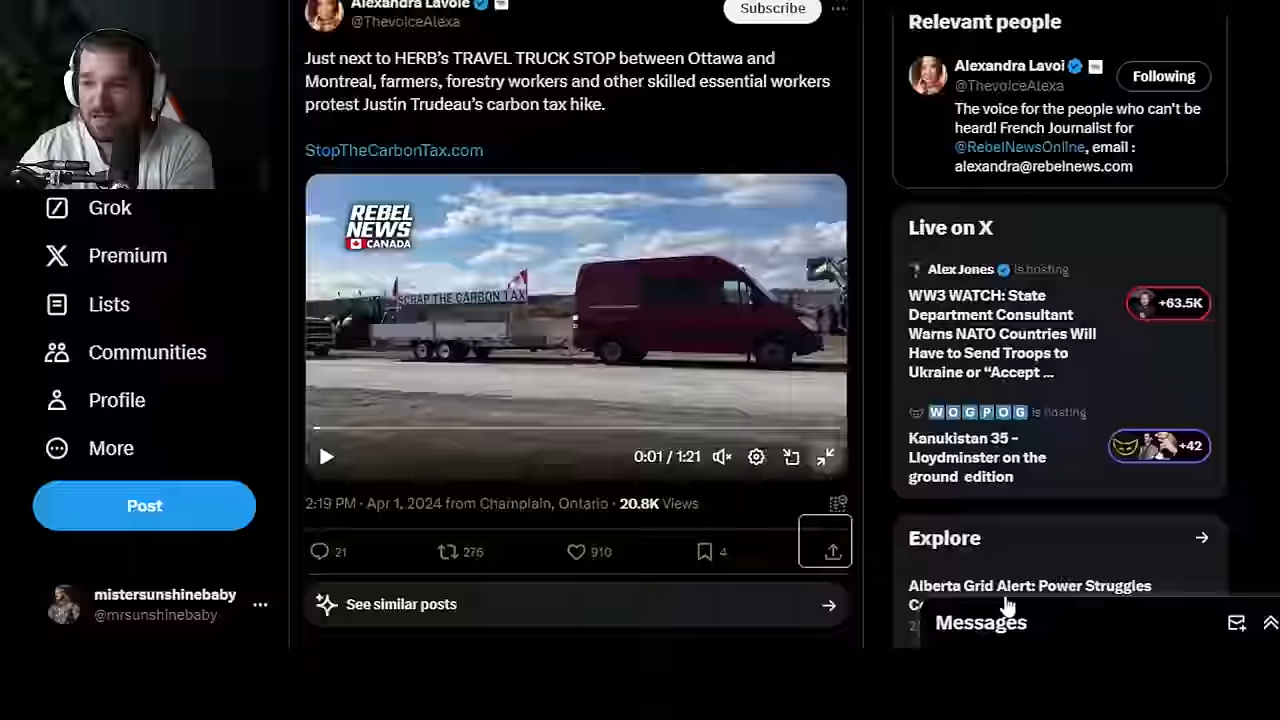 Alexandra Lavoie
@ThevoiceAlexa
Subscribe
Just next to HERB's TRAVEL TRUCK STOP between Ottawa and
Montreal, farmers, forestry workers and other skilled essential workers
protest Justin Trudeau's carbon tax hike.
StopTheCarbonTax.com
REBEL
NEWS
CANADA
SCRAP THE CARBON TAX
0:01 / 1:21
2:19 PM · Apr 1, 2024 from Champlain, Ontario · 20.8K Views
21
276
910
4
See similar posts
Grok
Premium
Lists
Communities
Profile
More
Post
mistersunshinebaby
@mrsunshinebaby
Relevant people
Alexandra Lavoi
@ThevoiceAlexa
Following
The voice for the people who can't be
heard! French Journalist for
@RebelNewsOnline, email :
alexandra@rebelnews.com
Live on X
Alex Jones is hosting
WW3 WATCH: State
Department Consultant
Warns NATO Countries Will
Have to Send Troops to
Ukraine or “Accept ...
+63.5K
WOGPOG is hosting
Kanukistan 35 -
Lloydminster on the
ground edition
+42
Explore
Alberta Grid Alert: Power Struggles
Messages